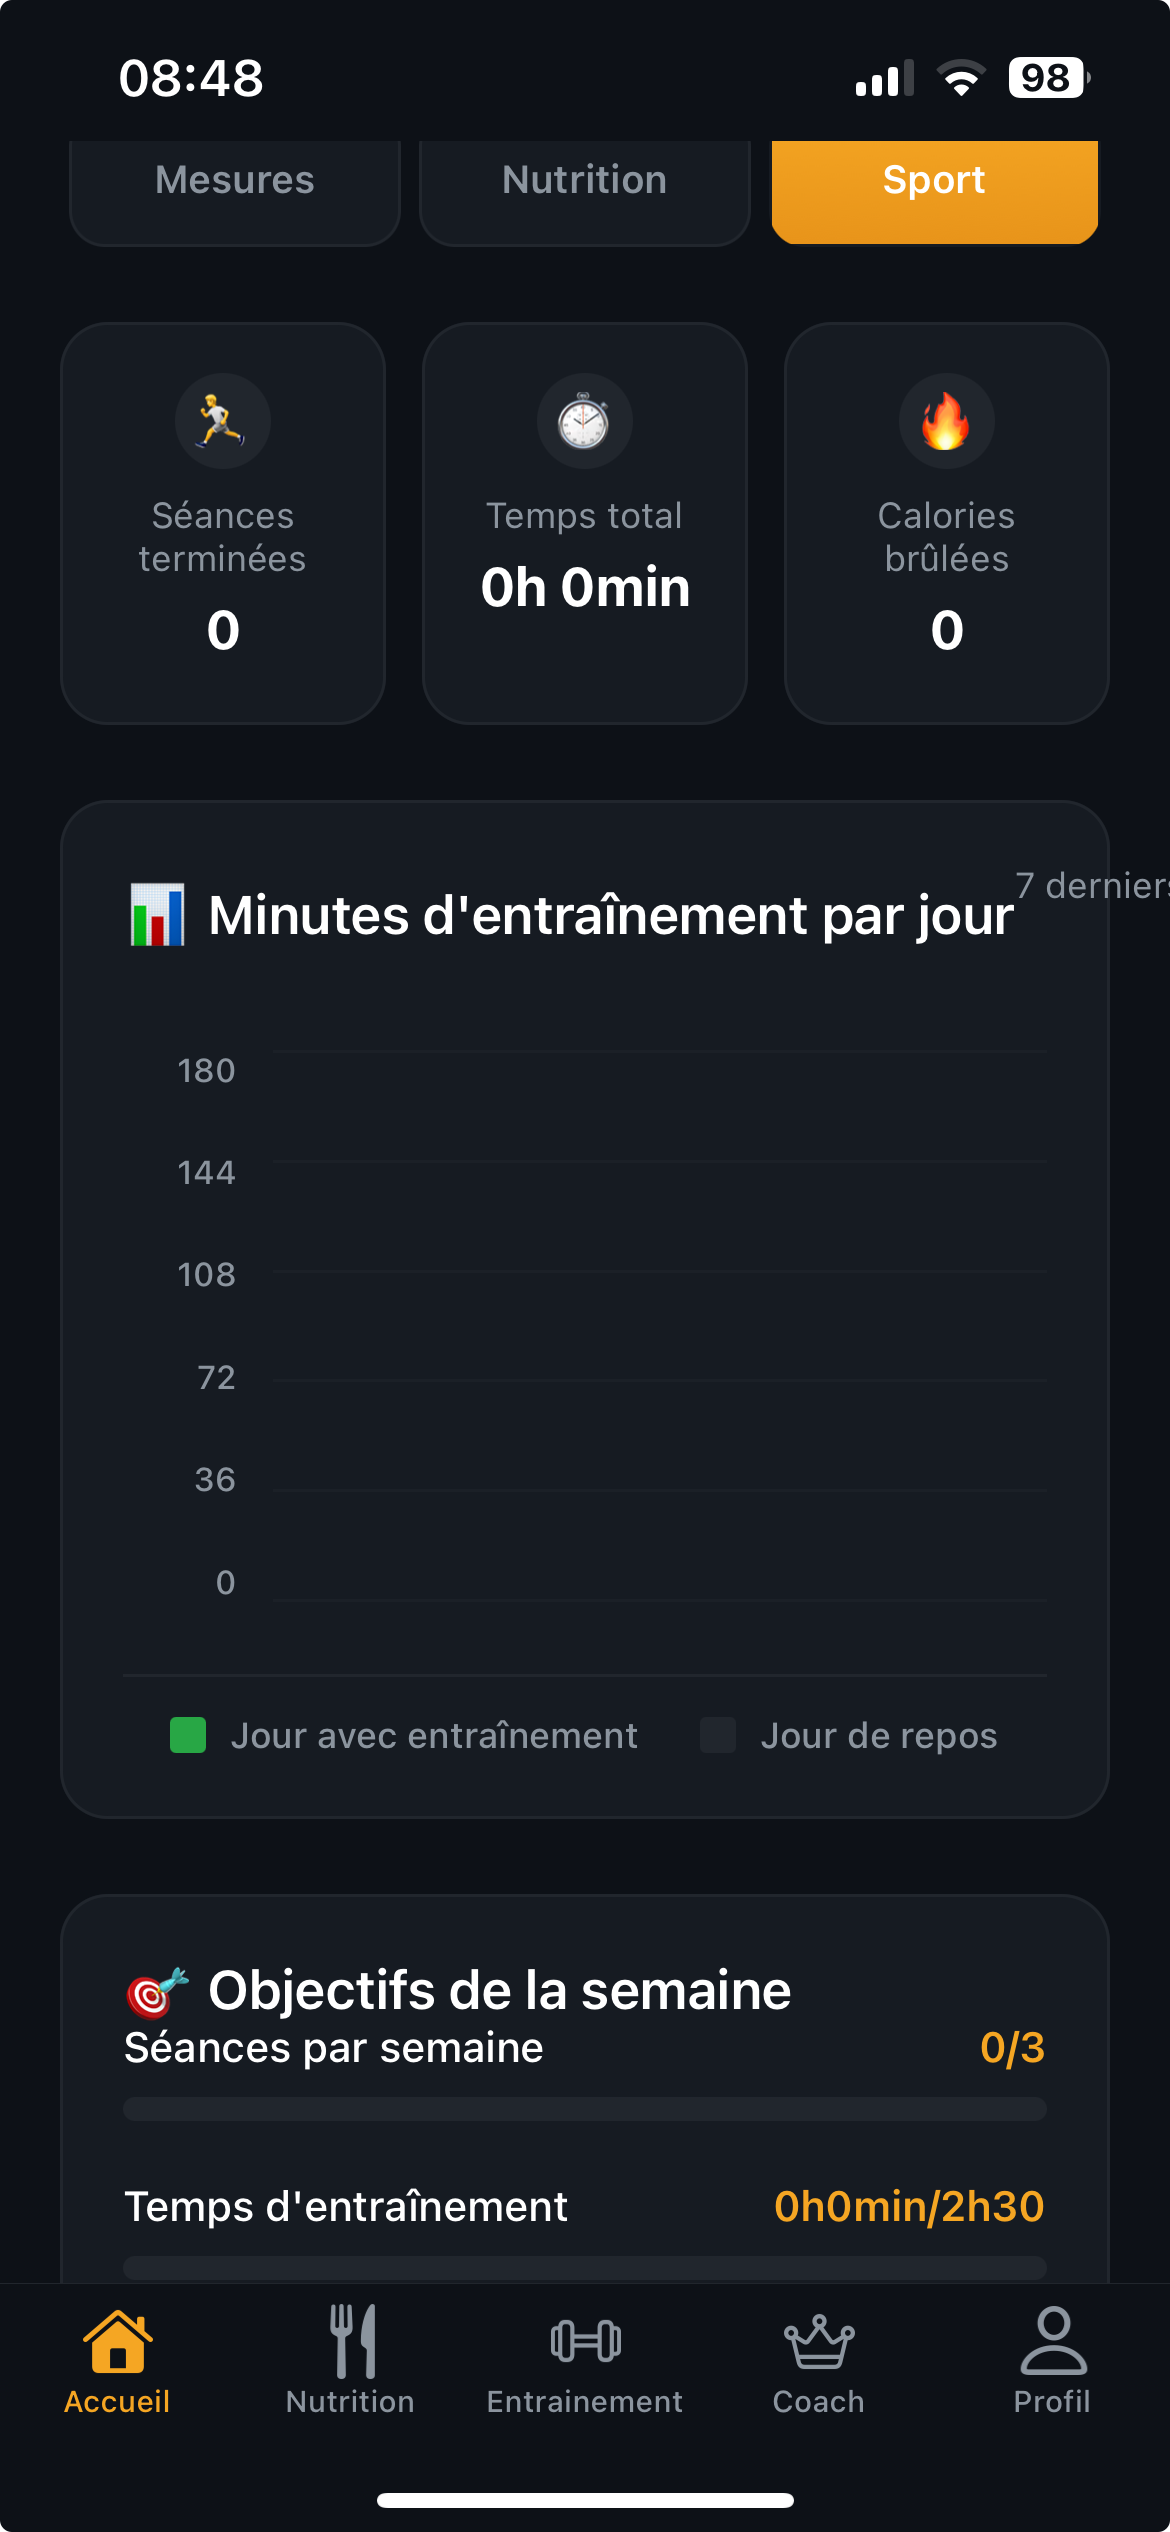 08:48
98
Mesures
Nutrition
Sport
Séances
terminées
0
Temps total
0h 0min
Calories
brûlées
0
Minutes d'entraînement par jour
7 derniers
180
144
108
72
36
0
Jour avec entraînement
Jour de repos
Objectifs de la semaine
Séances par semaine
0/3
Temps d'entraînement
0h0min/2h30
Accueil
Nutrition
Entrainement
Coach
Profil